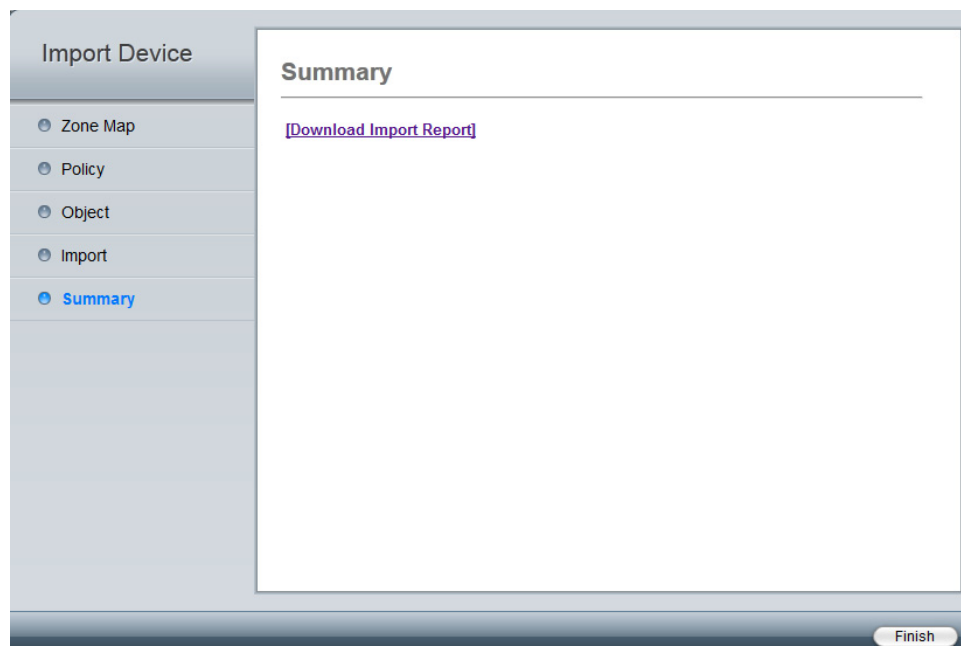 Import Device
Zone Map
Policy
Object
Import
Summary
Summary
[Download Import Report]
Finish